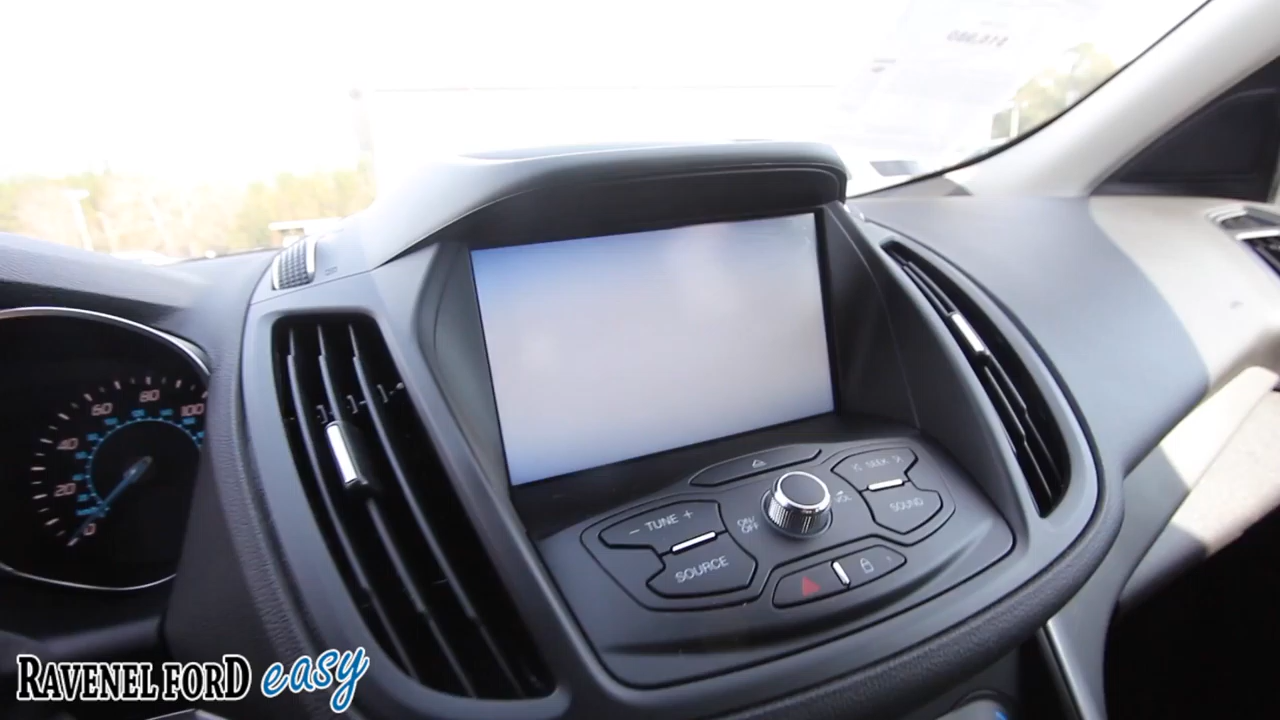 100
80
60
40
20
0
– TUNE +
SEEK
SOURCE
ON/
OFF
VOL
SOUND
RAVENEL FORD easy